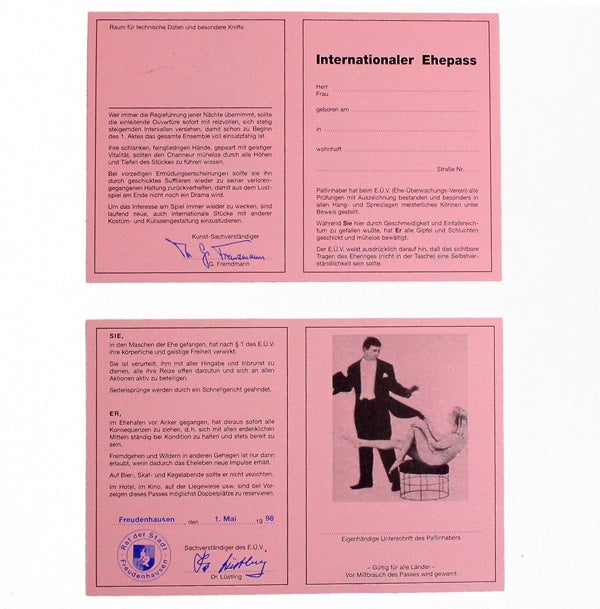 Raum für technische Daten und besondere Kniffe:
Wer immer die Regieführung jener Nächte übernimmt, sollte
die einleitende Ouvertüre sofort mit reizvollen, sich stetig
steigernden Intervallen versehen, damit schon zu Beginn
des 1. Aktes das gesamte Ensemble voll einsatzfähig ist.
Ihre schlanken, feingliedrigen Hände, gepaart mit geistiger
Vitalität, sollten den Charmeur mühelos durch alle Höhen
und Tiefen des Stückes zu führen wissen.
Bei vorzeitigen Ermüdungserscheinungen sollte sie ihn
durch geschicktes Sufflieren wieder zu seiner verloren-
gegangenen Haltung zurückverhelfen, damit aus dem Lust-
spiel am Ende nicht noch ein Drama wird.
Um das Interesse am Spiel immer wieder zu wecken, sind
laufend neue, auch internationale Stücke mit anderer
Kostüm- und Kulissengestaltung einzustudieren.
Kunst-Sachverständiger
Ga. Fremdmann
Internationaler Ehepass
Herr
Frau
geboren am
in
wohnhaft
Straße Nr.
Paßinhaber hat beim E.Ü.V. (Ehe-Überwachungs-Verein) alle
Prüfungen mit Auszeichnung bestanden und besonders in
allen Hang- und Spreizlagen meisterliches Können unter
Beweis gestellt.
Während Sie hier durch Geschmeidigkeit und Einfallsreich-
tum zu gefallen wußte, hat Er alle Gipfel und Schluchten
geschickt und mühelos bewältigt.
Der E.Ü.V. weist ausdrücklich darauf hin, daß das sichtbare
Tragen des Eheringes (nicht in der Tasche) eine Selbstver-
ständlichkeit sein sollte.
SIE,
in den Maschen der Ehe gefangen, hat nach § 1 des E.Ü.V.
ihre körperliche und geistige Freiheit verwirkt.
Sie ist verurteilt, ihm mit aller Hingabe und Inbrunst zu
dienen, alle ihre Reize offen darzutun und sich an allen
Aktionen aktiv zu beteiligen.
Seitensprünge werden durch ein Schnellgericht geahndet.
ER,
im Ehehafen vor Anker gegangen, hat daraus sofort alle
Konsequenzen zu ziehen, d.h. sich mit allen erdenklichen
Mitteln ständig bei Kondition zu halten und stets bereit zu
sein.
Fremdgehen und Wildern in anderen Gehegen ist nur dann
erlaubt, wenn dadurch das Eheleben neue Impulse erhält.
Auf Bier-, Skat- und Kegelabende sollte er nicht verzichten.
Im Hotel, im Kino, auf der Liegewiese usw. sind bei Vor-
zeigen dieses Passes möglichst Doppelplätze zu reservieren.
Freudenhausen, den 1. Mai 19 98
Rat der Stadt
Freudenhausen
Sachverständiger des E.Ü.V.
Dr. Lüstling
Eigenhändige Unterschrift des Paßinhabers
– Gültig für alle Länder –
Vor Mißbrauch des Passes wird gewarnt